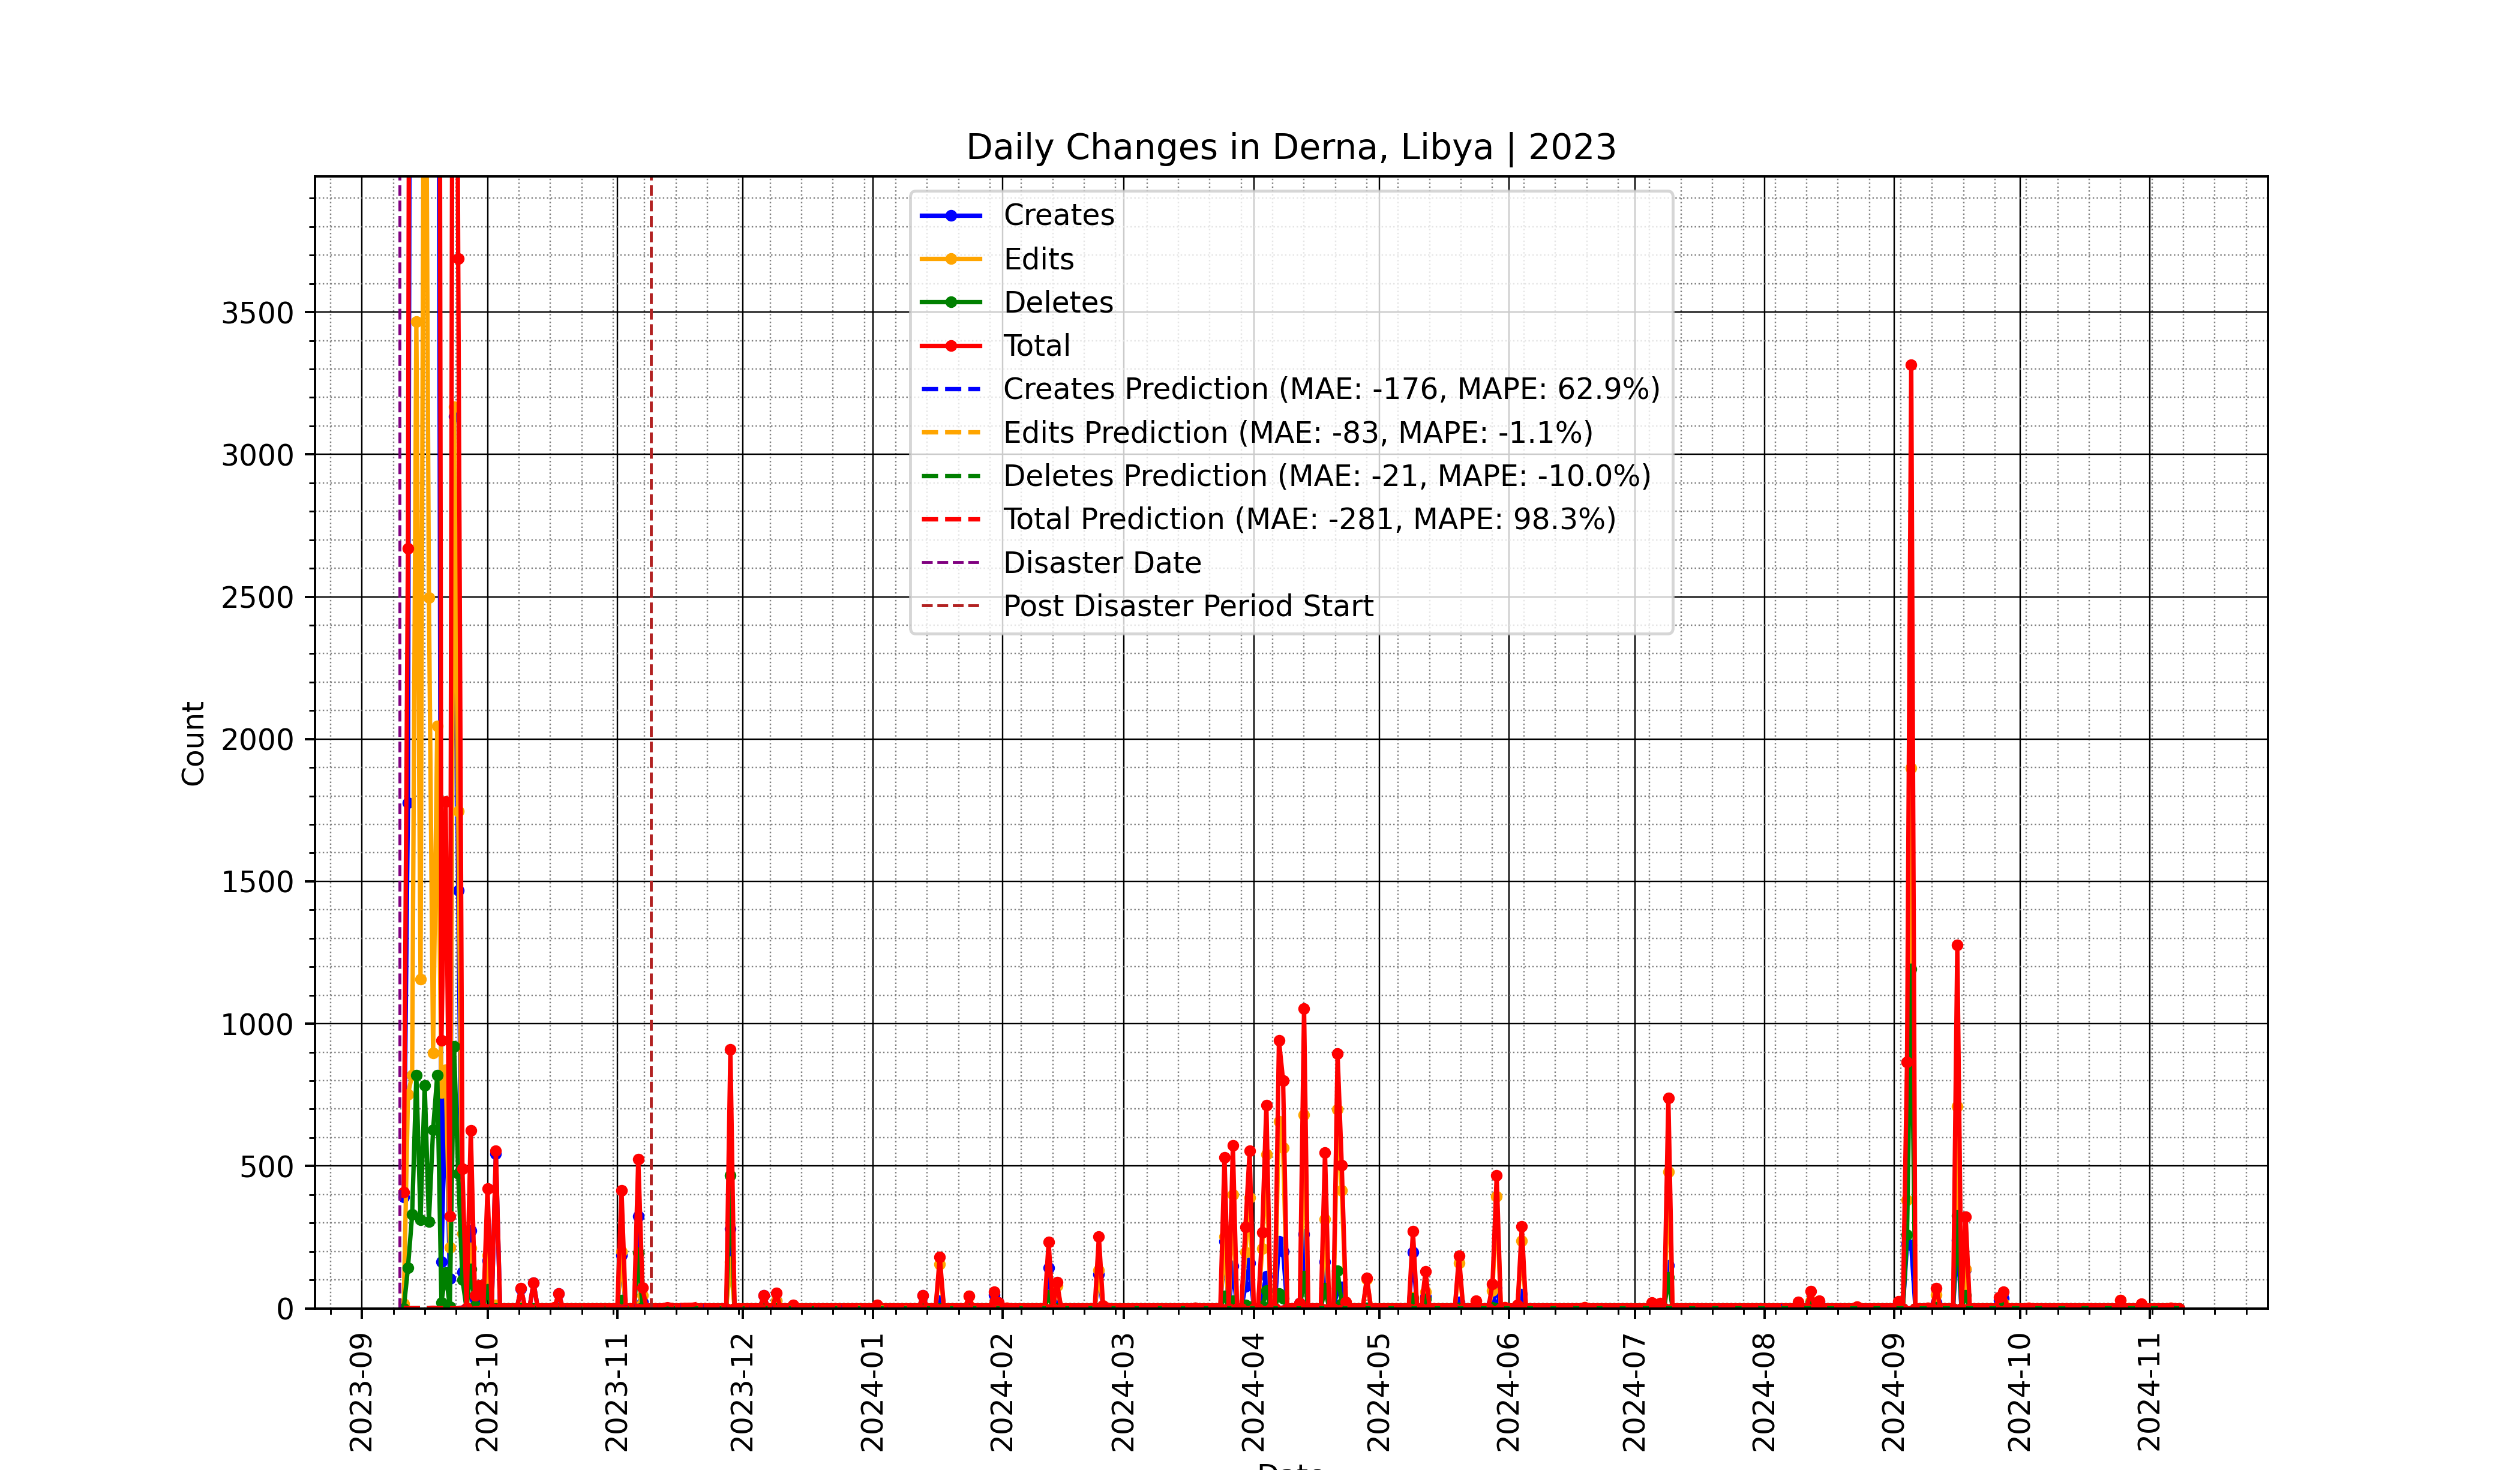 Daily Changes in Derna, Libya | 2023
Creates
Edits
Deletes
Total
Creates Prediction (MAE: -176, MAPE: 62.9%)
Edits Prediction (MAE: -83, MAPE: -1.1%)
Deletes Prediction (MAE: -21, MAPE: -10.0%)
Total Prediction (MAE: -281, MAPE: 98.3%)
Disaster Date
Post Disaster Period Start
Count
3500
3000
2500
2000
1500
1000
500
0
2023-09
2023-10
2023-11
2023-12
2024-01
2024-02
2024-03
2024-04
2024-05
2024-06
2024-07
2024-08
2024-09
2024-10
2024-11
Date